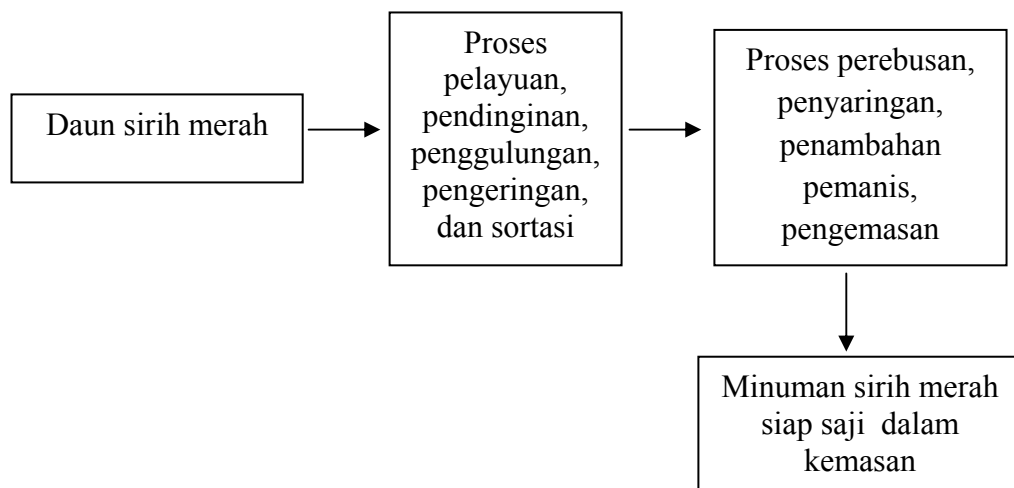 Daun sirih merah
Proses
pelayuan,
pendinginan,
penggulungan,
pengeringan,
dan sortasi
Proses perebusan,
penyaringan,
penambahan
pemanis,
pengemasan
Minuman sirih merah
siap saji dalam
kemasan